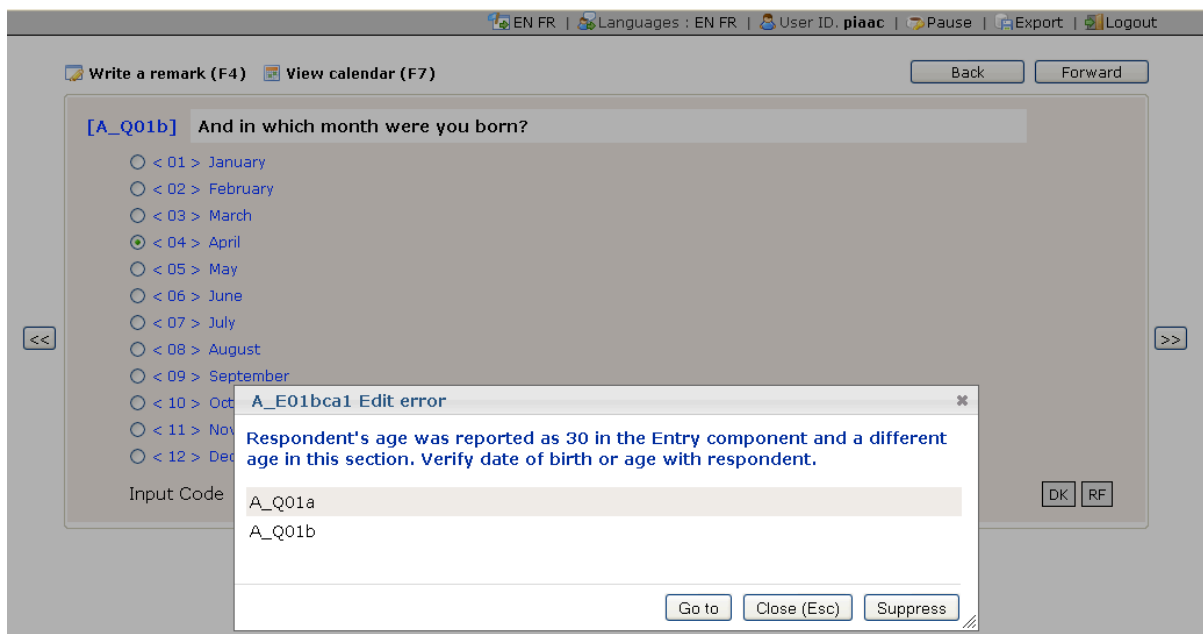 EN FR | Languages : EN FR | User ID. piaac | Pause | Export | Logout
Write a remark (F4) View calendar (F7) Back Forward
[A_Q01b] And in which month were you born?
< 01 > January
< 02 > February
< 03 > March
< 04 > April
< 05 > May
< 06 > June
< 07 > July
<< >>
< 08 > August
< 09 > September
< 10 > Oct
< 11 > Nov
< 12 > Dec
Input Code DK RF
A_E01bca1 Edit error
Respondent's age was reported as 30 in the Entry component and a different
age in this section. Verify date of birth or age with respondent.
A_Q01a
A_Q01b
Go to Close (Esc) Suppress